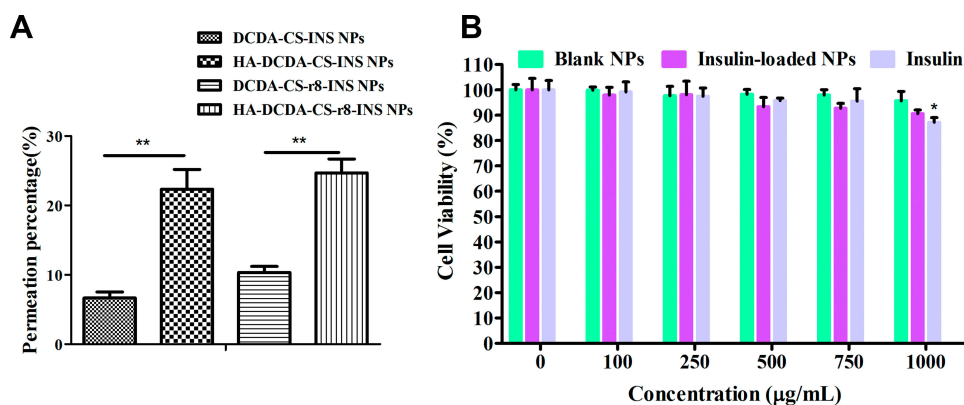 A
DCDA-CS-INS NPs
HA-DCDA-CS-INS NPs
DCDA-CS-r8-INS NPs
HA-DCDA-CS-r8-INS NPs
Permeation percentage(%)
30
20
10
0
**
**
B
Blank NPs
Insulin-loaded NPs
Insulin
Cell Viability (%)
110
100
90
80
70
60
50
40
30
20
10
0
*
0
100
250
500
750
1000
Concentration (μg/mL)